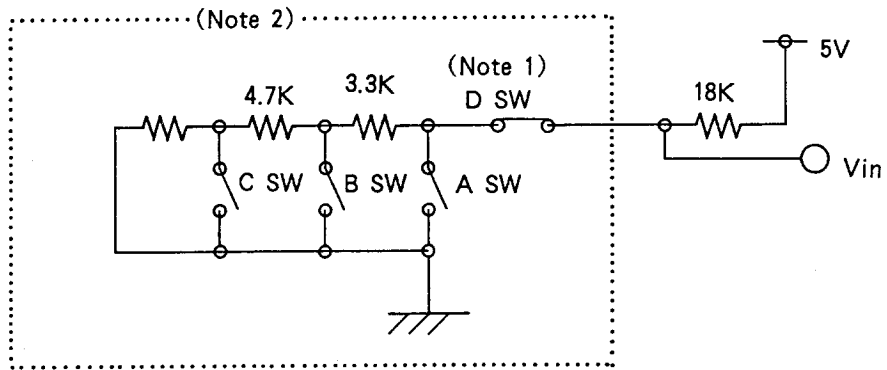 (Note 2)
5V
(Note 1)
3.3K
4.7K
D SW
18K
C SW
B SW
A SW
Vin